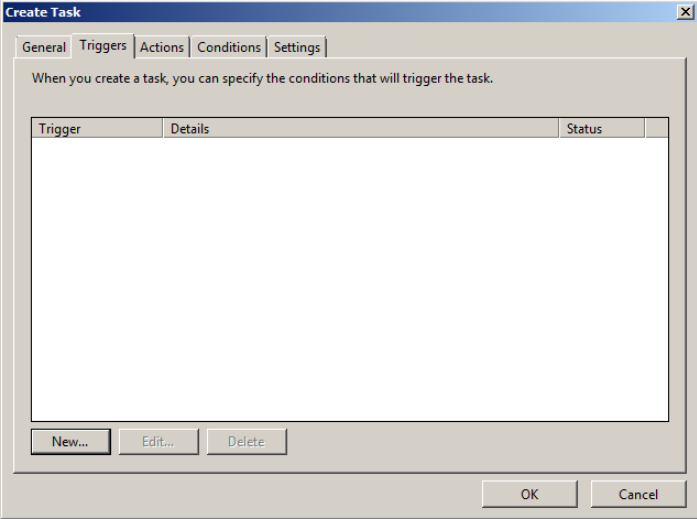 Create Task
General Triggers Actions Conditions Settings
When you create a task, you can specify the conditions that will trigger the task.
Trigger Details Status
New... Edit... Delete
OK Cancel